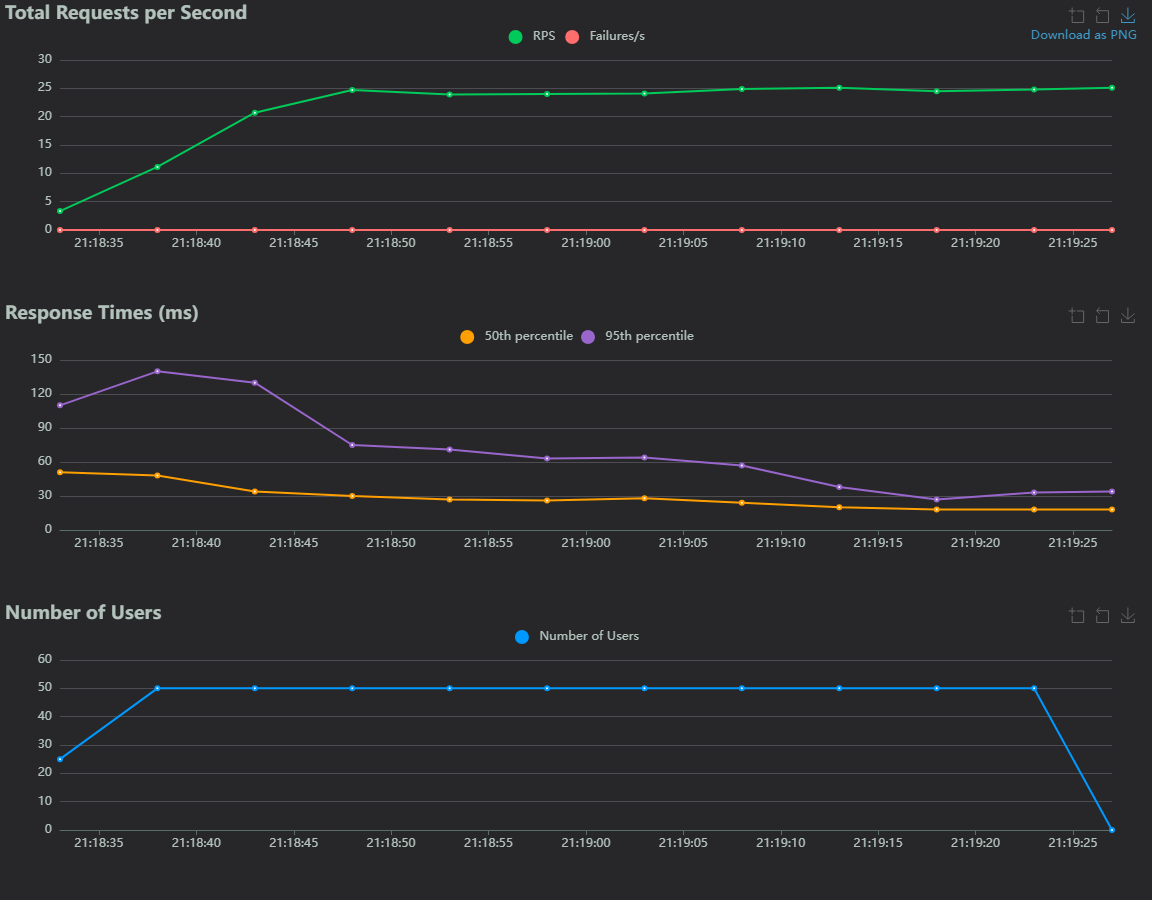 Total Requests per Second
Download as PNG
RPS Failures/s
30
25
20
15
10
5
0
21:18:35 21:18:40 21:18:45 21:18:50 21:18:55 21:19:00 21:19:05 21:19:10 21:19:15 21:19:20 21:19:25
Response Times (ms)
50th percentile 95th percentile
150
120
90
60
30
0
21:18:35 21:18:40 21:18:45 21:18:50 21:18:55 21:19:00 21:19:05 21:19:10 21:19:15 21:19:20 21:19:25
Number of Users
Number of Users
60
50
40
30
20
10
0
21:18:35 21:18:40 21:18:45 21:18:50 21:18:55 21:19:00 21:19:05 21:19:10 21:19:15 21:19:20 21:19:25